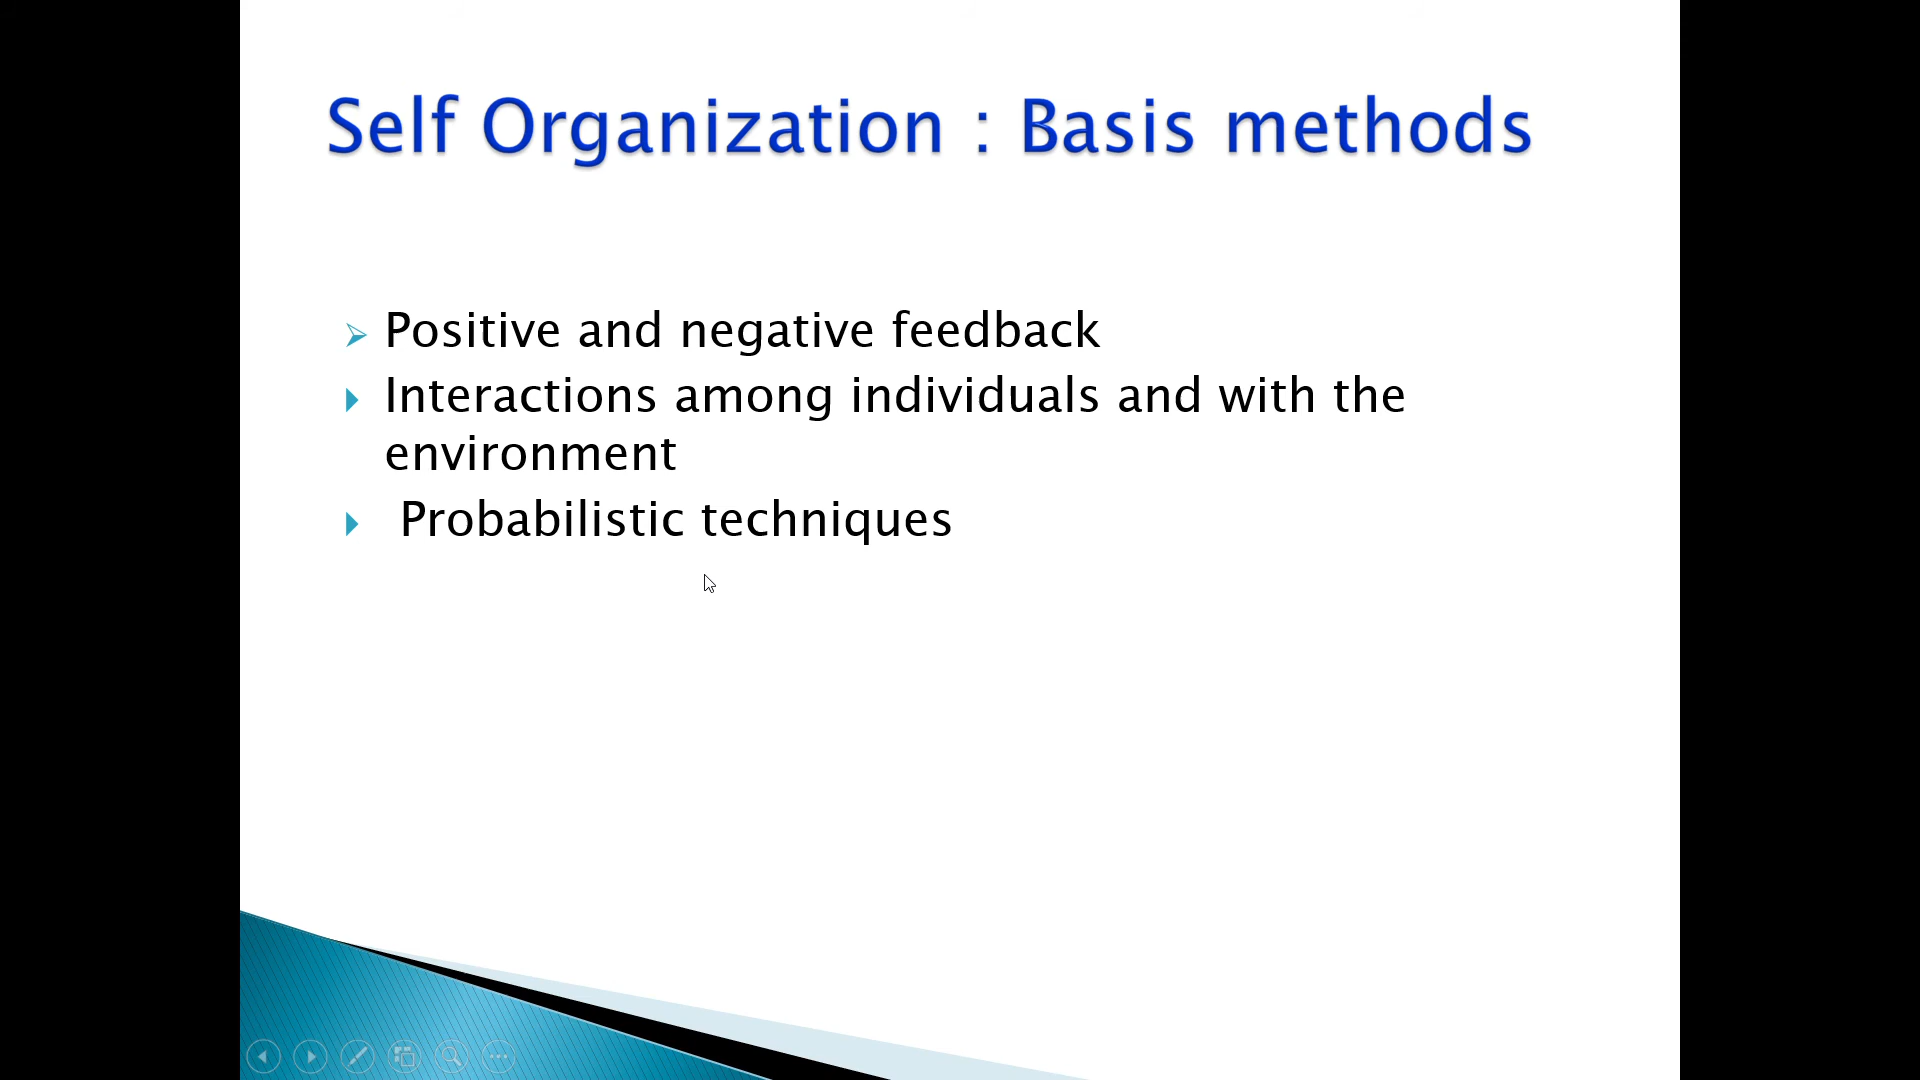 Self Organization : Basis methods
Positive and negative feedback
Interactions among individuals and with the
environment
Probabilistic techniques